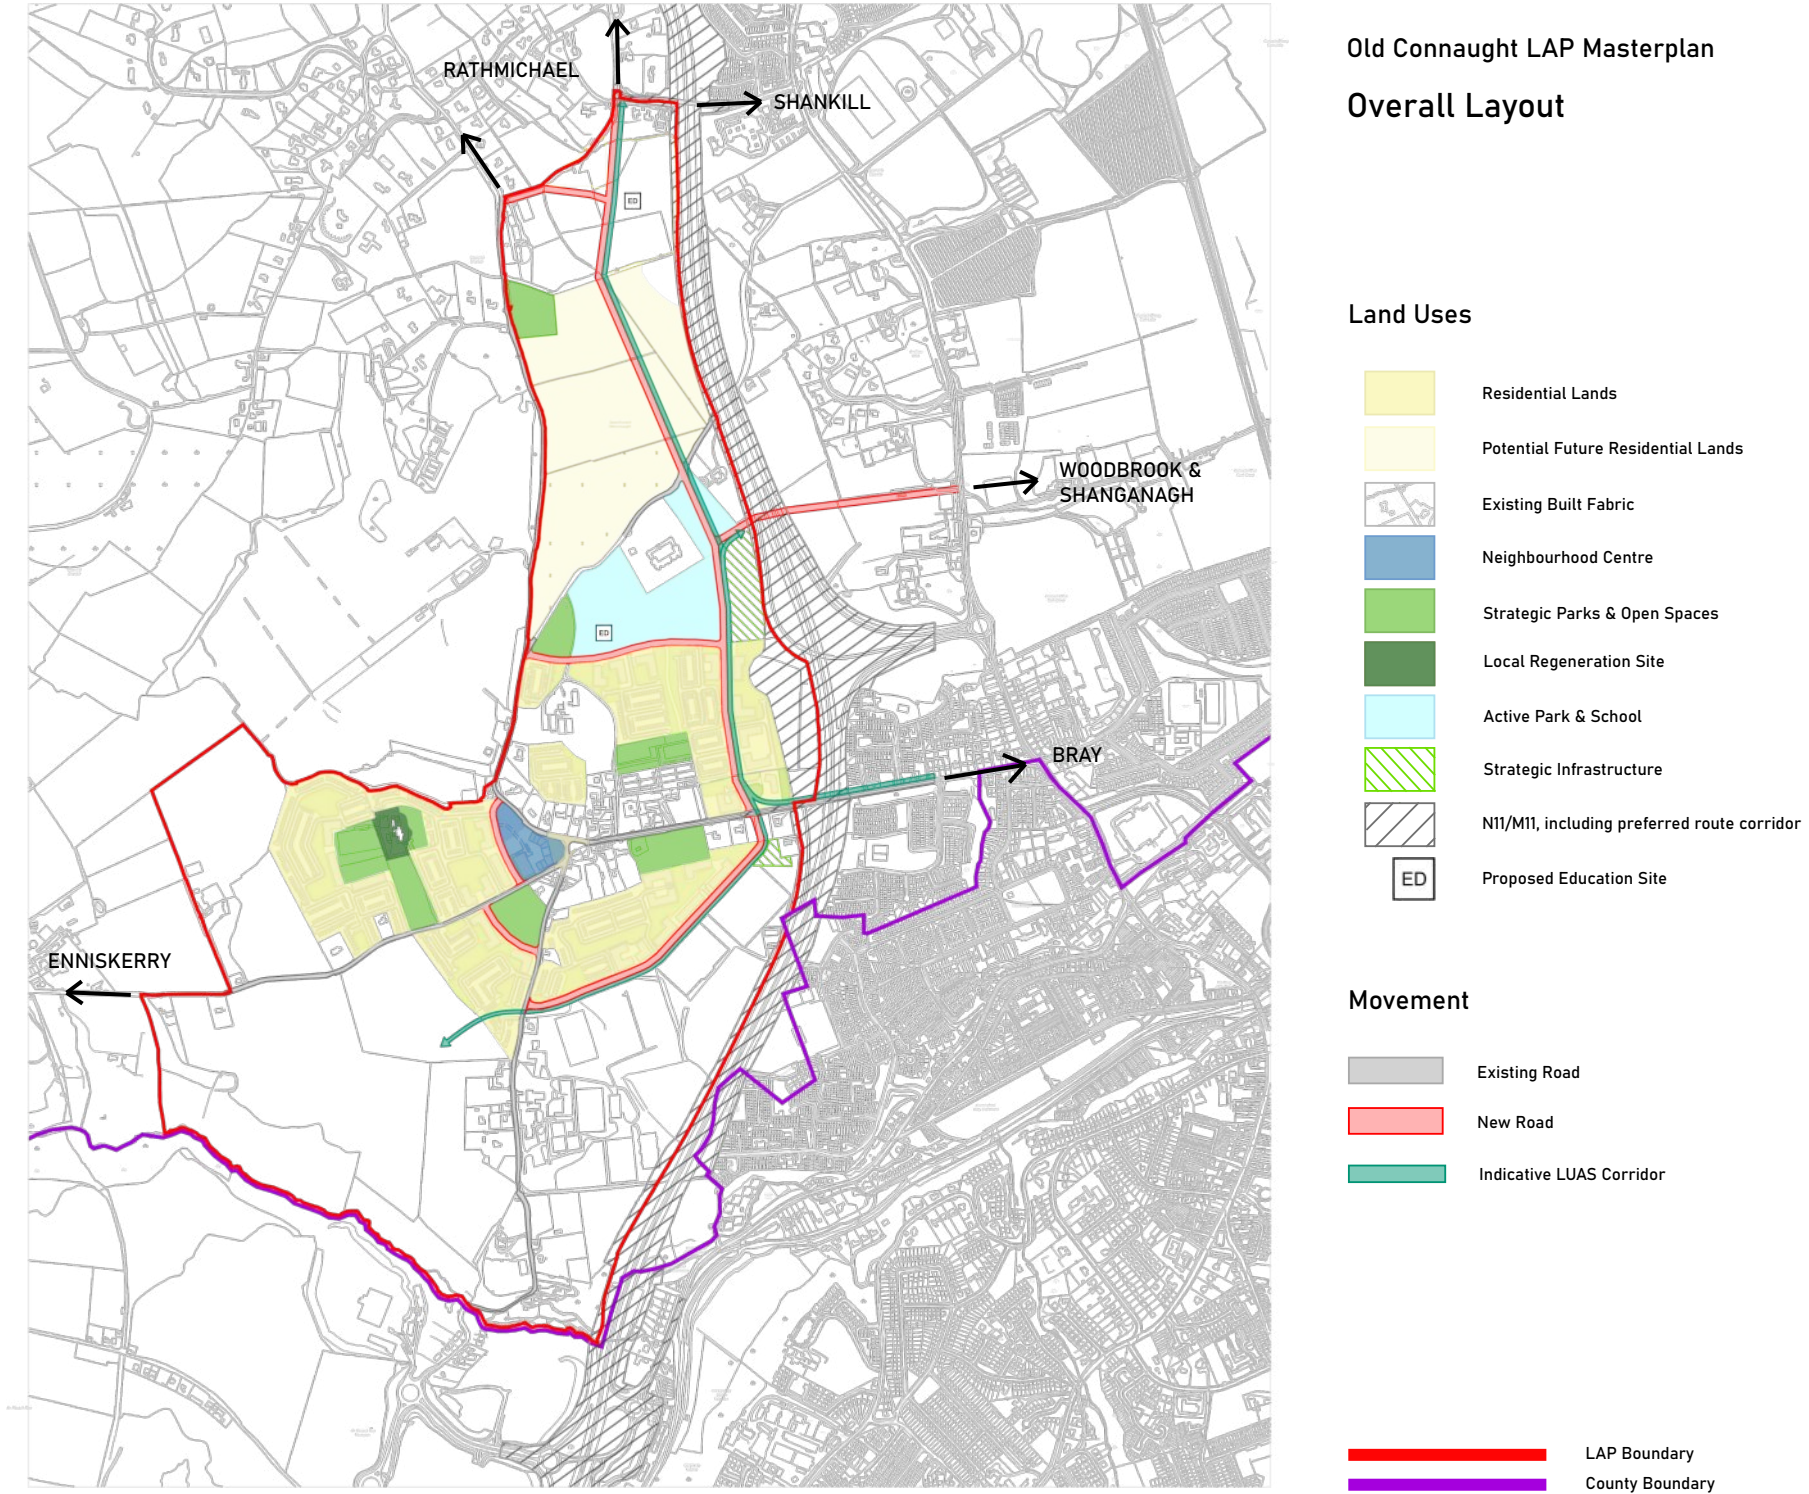 Old Connaught LAP Masterplan
Overall Layout
RATHMICHAEL
SHANKILL
ED
WOODBROOK &
SHANGANAGH
ED
BRAY
ENNISKERRY
Land Uses
Residential Lands
Potential Future Residential Lands
Existing Built Fabric
Neighbourhood Centre
Strategic Parks & Open Spaces
Local Regeneration Site
Active Park & School
Strategic Infrastructure
N11/M11, including preferred route corridor
ED
Proposed Education Site
Movement
Existing Road
New Road
Indicative LUAS Corridor
LAP Boundary
County Boundary